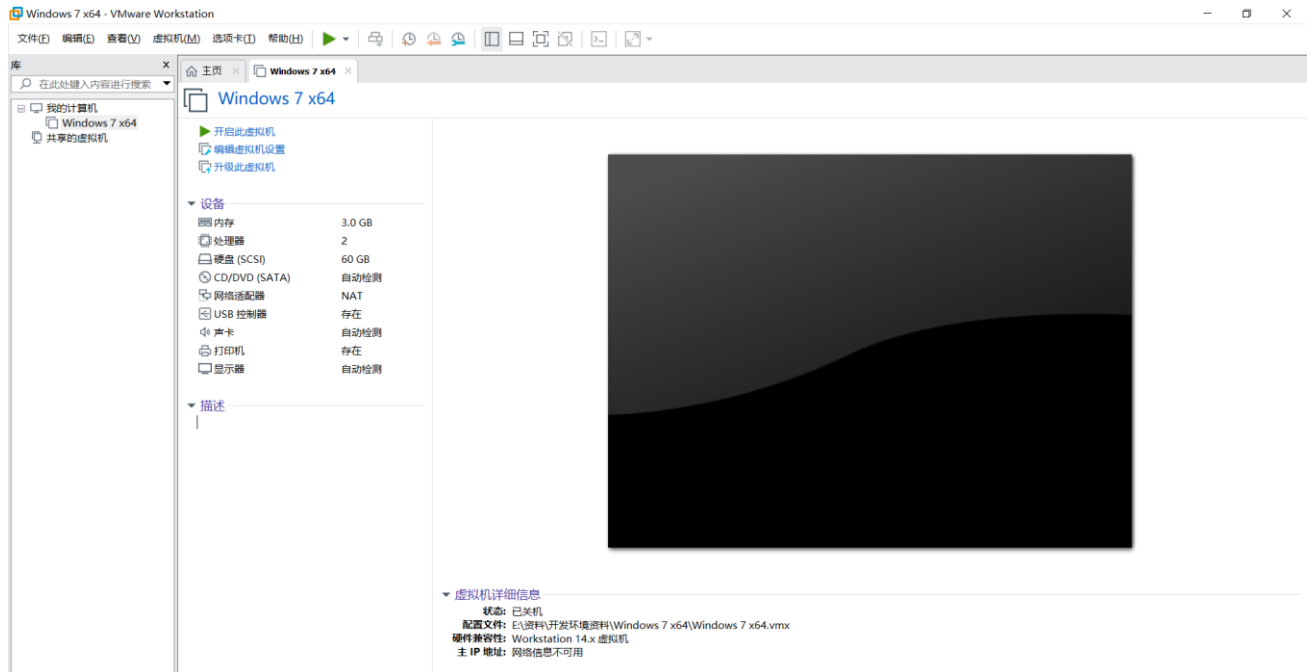 Windows 7 x64 - VMware Workstation
文件(F) 编辑(E) 查看(V) 虚拟机(M) 选项卡(T) 帮助(H)
库 x
在此处键入内容进行搜索
我的计算机
Windows 7 x64
共享的虚拟机
主页 × Windows 7 x64 ×
Windows 7 x64
开启此虚拟机
编辑虚拟机设置
升级此虚拟机
设备
内存 3.0 GB
处理器 2
硬盘 (SCSI) 60 GB
CD/DVD (SATA) 自动检测
网络适配器 NAT
USB 控制器 存在
声卡 自动检测
打印机 存在
显示器 自动检测
描述
虚拟机详细信息
状态: 已关机
配置文件: E:\资料\开发环境资料\Windows 7 x64\Windows 7 x64.vmx
硬件兼容性: Workstation 14.x 虚拟机
主 IP 地址: 网络信息不可用